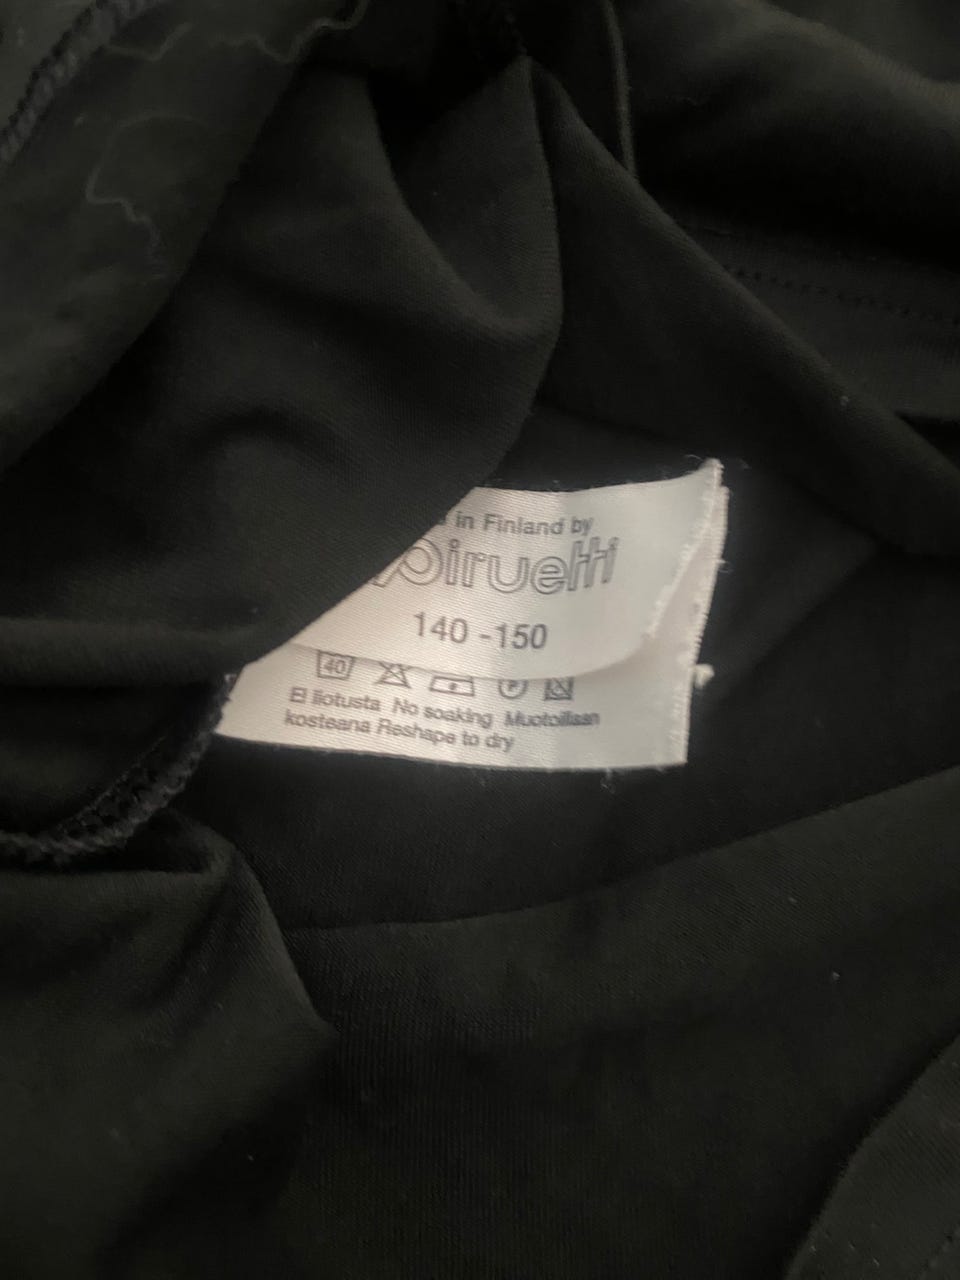 in Finland by
Piruetti
140 - 150
40
P
Ei liotusta No soaking Muotoillaan
kosteana Reshape to dry